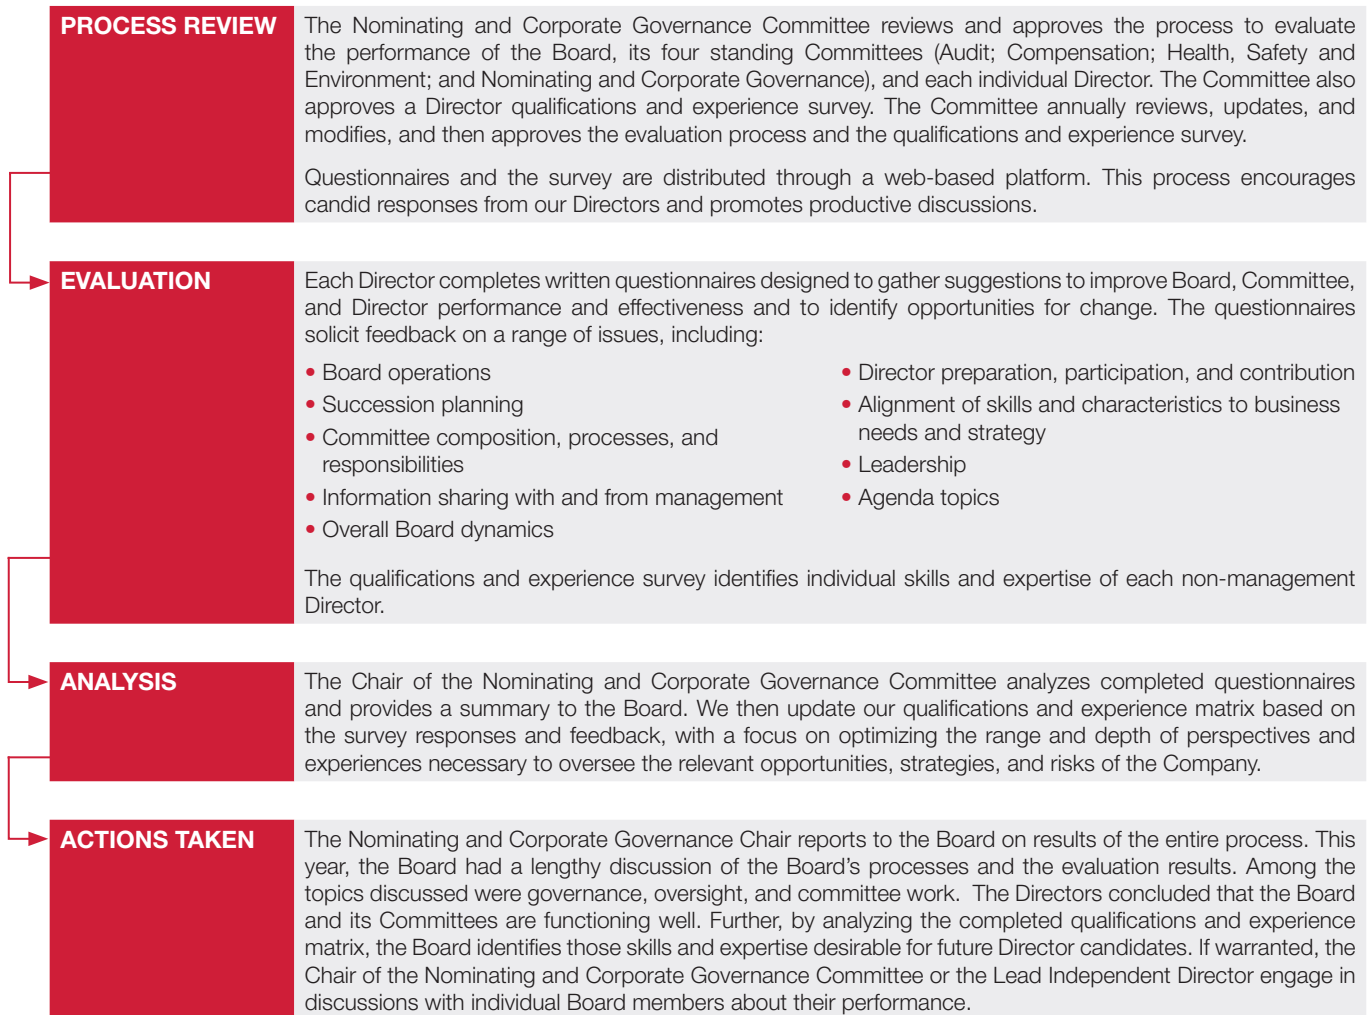 PROCESS REVIEW
The Nominating and Corporate Governance Committee reviews and approves the process to evaluate
the performance of the Board, its four standing Committees (Audit; Compensation; Health, Safety and
Environment; and Nominating and Corporate Governance), and each individual Director. The Committee also
approves a Director qualifications and experience survey. The Committee annually reviews, updates, and
modifies, and then approves the evaluation process and the qualifications and experience survey.
Questionnaires and the survey are distributed through a web-based platform. This process encourages
candid responses from our Directors and promotes productive discussions.
EVALUATION
Each Director completes written questionnaires designed to gather suggestions to improve Board, Committee,
and Director performance and effectiveness and to identify opportunities for change. The questionnaires
solicit feedback on a range of issues, including:
• Board operations
• Succession planning
• Committee composition, processes, and
responsibilities
• Information sharing with and from management
• Overall Board dynamics
• Director preparation, participation, and contribution
• Alignment of skills and characteristics to business
needs and strategy
• Leadership
• Agenda topics
The qualifications and experience survey identifies individual skills and expertise of each non-management
Director.
ANALYSIS
The Chair of the Nominating and Corporate Governance Committee analyzes completed questionnaires
and provides a summary to the Board. We then update our qualifications and experience matrix based on
the survey responses and feedback, with a focus on optimizing the range and depth of perspectives and
experiences necessary to oversee the relevant opportunities, strategies, and risks of the Company.
ACTIONS TAKEN
The Nominating and Corporate Governance Chair reports to the Board on results of the entire process. This
year, the Board had a lengthy discussion of the Board's processes and the evaluation results. Among the
topics discussed were governance, oversight, and committee work. The Directors concluded that the Board
and its Committees are functioning well. Further, by analyzing the completed qualifications and experience
matrix, the Board identifies those skills and expertise desirable for future Director candidates. If warranted, the
Chair of the Nominating and Corporate Governance Committee or the Lead Independent Director engage in
discussions with individual Board members about their performance.